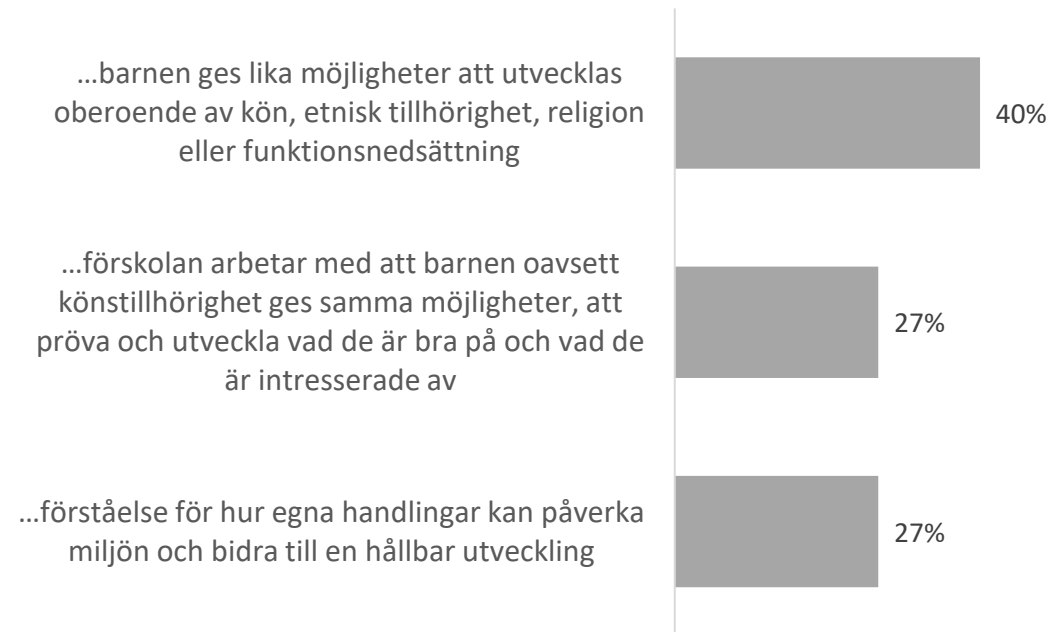 ...barnen ges lika möjligheter att utvecklas
oberoende av kön, etnisk tillhörighet, religion
eller funktionsnedsättning
40%
...förskolan arbetar med att barnen oavsett
könstillhörighet ges samma möjligheter, att
pröva och utveckla vad de är bra på och vad de
är intresserade av
27%
...förståelse för hur egna handlingar kan påverka
miljön och bidra till en hållbar utveckling
27%